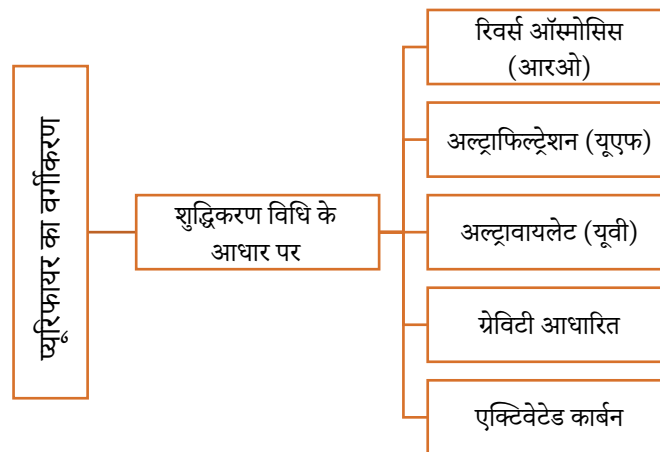 प्यूरिफायर का वर्गीकरण
शुद्धिकरण विधि के
आधार पर
रिवर्स ऑस्मोसिस
(आरओ)
अल्ट्राफिल्ट्रेशन (यूएफ)
अल्ट्रावायलेट (यूवी)
ग्रेविटी आधारित
एक्टिवेटेड कार्बन